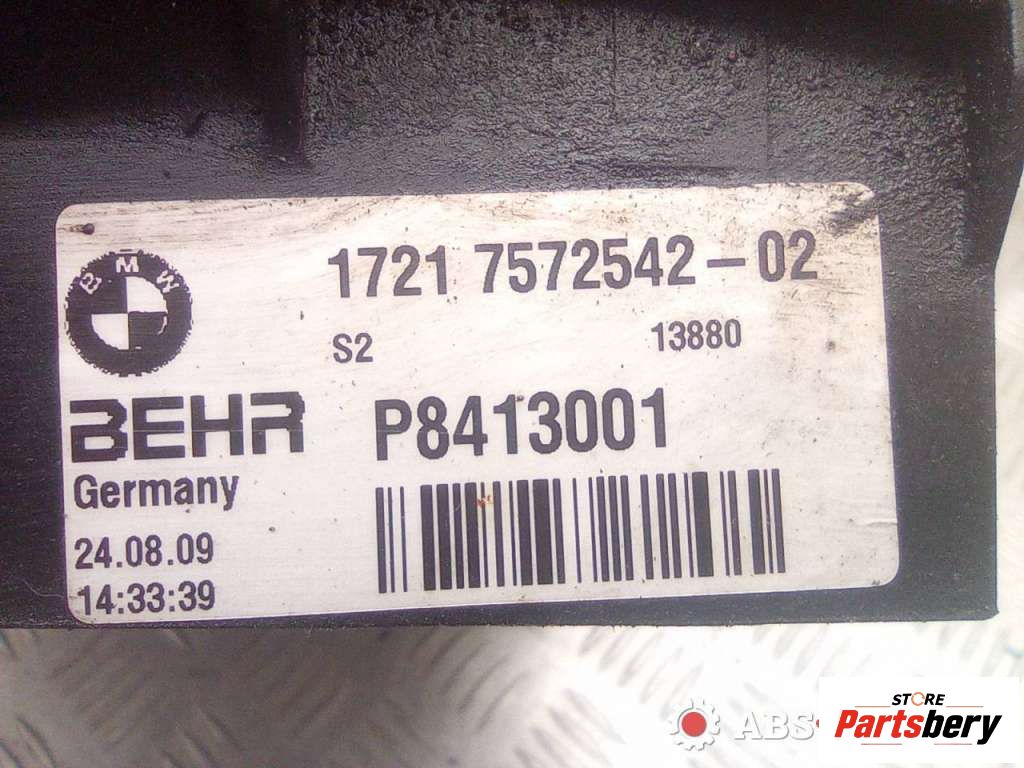 BMW
1721 7572542-02
S2 13880
BEHR P8413001
Germany
24.08.09
14:33:39
ABS
STORE
Partsbery